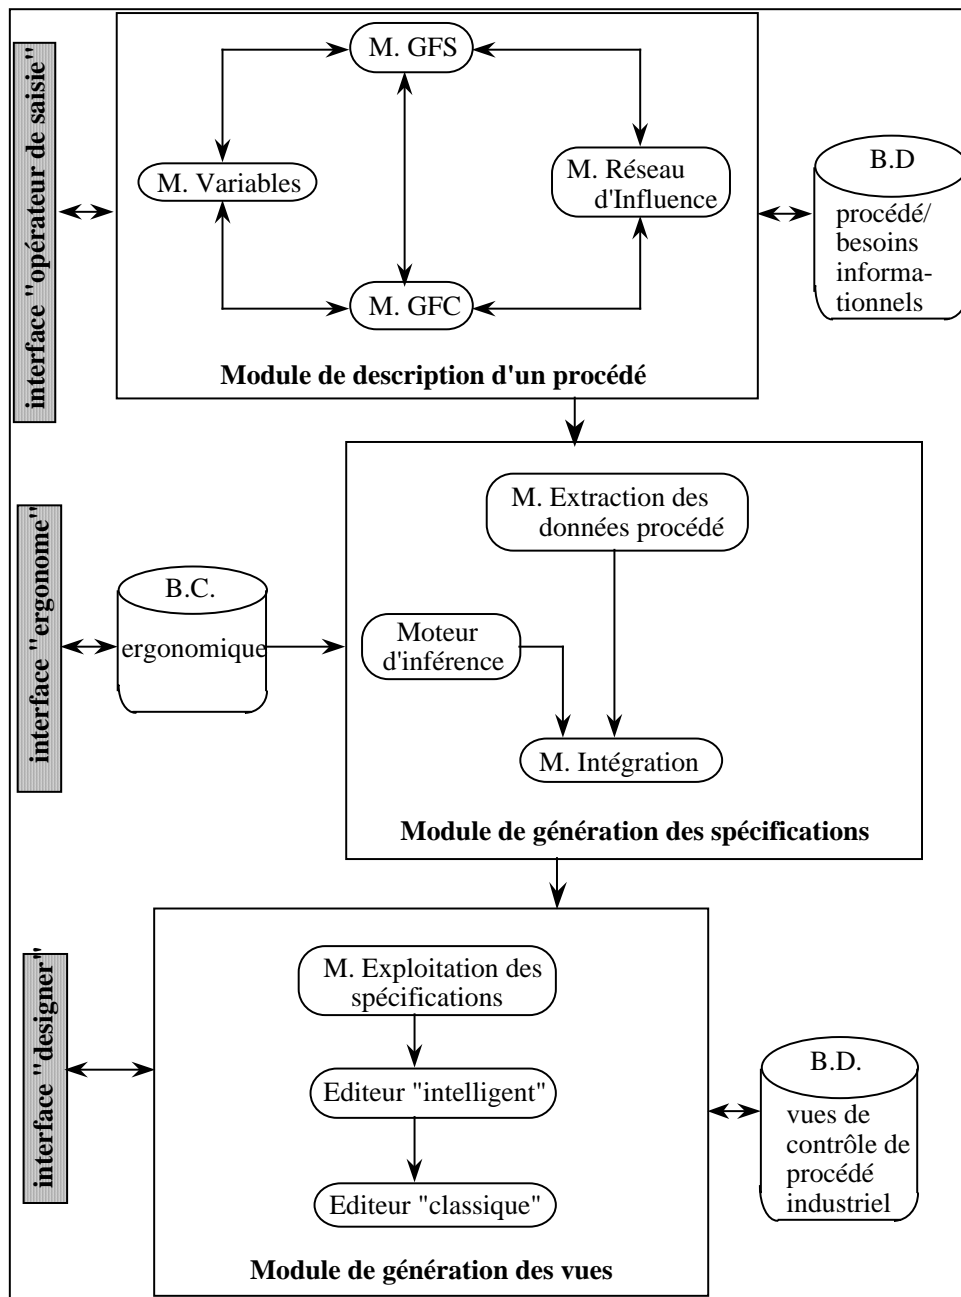 interface "opérateur de saisie"
M. GFS
M. Variables
M. Réseau
d'Influence
M. GFC
Module de description d'un procédé
B.D
procédé/
besoins
informa-
tionnels
interface "ergonome"
B.C.
ergonomique
M. Extraction des
données procédé
Moteur
d'inférence
M. Intégration
Module de génération des spécifications
interface "designer"
M. Exploitation des
spécifications
Editeur "intelligent"
Editeur "classique"
Module de génération des vues
B.D.
vues de
contrôle de
procédé
industriel